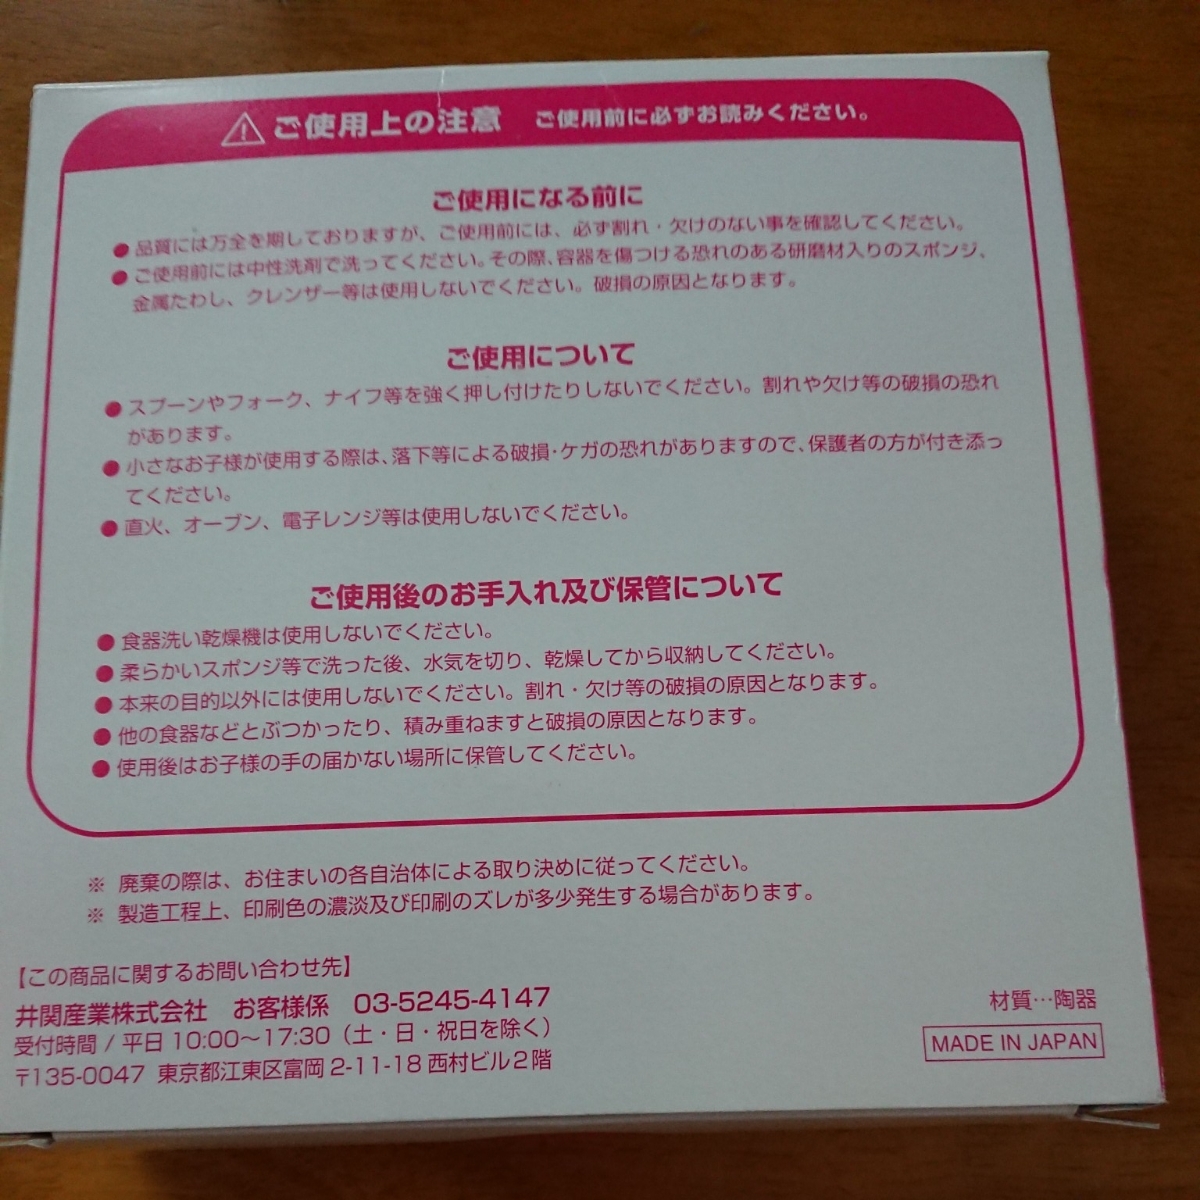 ご使用上の注意 ご使用前に必ずお読みください。
ご使用になる前に
●品質には万全を期しておりますが、ご使用前には、必ず割れ・欠けのない事を確認してください。
●ご使用前には中性洗剤で洗ってください。その際、容器を傷つける恐れのある研磨材入りのスポンジ、
金属たわし、クレンザー等は使用しないでください。破損の原因となります。
ご使用について
●スプーンやフォーク、ナイフ等を強く押し付けたりしないでください。割れや欠け等の破損の恐れ
があります。
●小さなお子様が使用する際は、落下等による破損・ケガの恐れがありますので、保護者の方が付き添っ
てください。
●直火、オーブン、電子レンジ等は使用しないでください。
ご使用後のお手入れ及び保管について
●食器洗い乾燥機は使用しないでください。
●柔らかいスポンジ等で洗った後、水気を切り、乾燥してから収納してください。
●本来の目的以外には使用しないでください。割れ・欠け等の破損の原因となります。
●他の食器などとぶつかったり、積み重ねますと破損の原因となります。
●使用後はお子様の手の届かない場所に保管してください。
※ 廃棄の際は、お住まいの各自治体による取り決めに従ってください。
※ 製造工程上、印刷色の濃淡及び印刷のズレが多少発生する場合があります。
【この商品に関するお問い合わせ先】
井関産業株式会社 お客様係 03-5245-4147
受付時間 / 平日 10:00〜17:30（土・日・祝日を除く）
〒135-0047 東京都江東区富岡 2-11-18 西村ビル２階
材質…陶器
MADE IN JAPAN